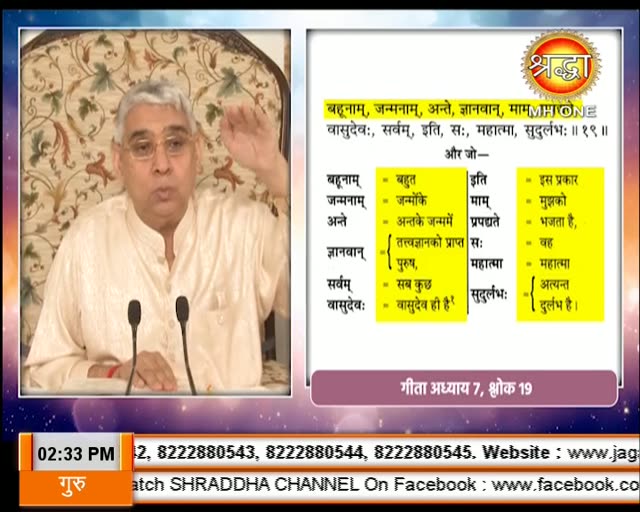 श्रद्धा
MH ONE
बहूनाम्, जन्मनाम्, अन्ते, ज्ञानवान्, माम्,
वासुदेवः, सर्वम्, इति, सः, महात्मा, सुदुर्लभः॥ १९॥
और जो—
बहूनाम् = बहुत
जन्मनाम् = जन्मोंके
अन्ते = अन्तके जन्ममें
ज्ञानवान् = तत्त्वज्ञानको प्राप्त
पुरुष,
सर्वम् = सब कुछ
वासुदेवः = वासुदेव ही है१
इति = इस प्रकार
माम् = मुझको
प्रपद्यते = भजता है,
सः = वह
महात्मा = महात्मा
सुदुर्लभः = अत्यन्त
दुर्लभ है।
गीता अध्याय 7, श्लोक 19
02:33 PM
42, 8222880543, 8222880544, 8222880545. Website : www.jaga
गुरु
atch SHRADDHA CHANNEL On Facebook : www.facebook.co